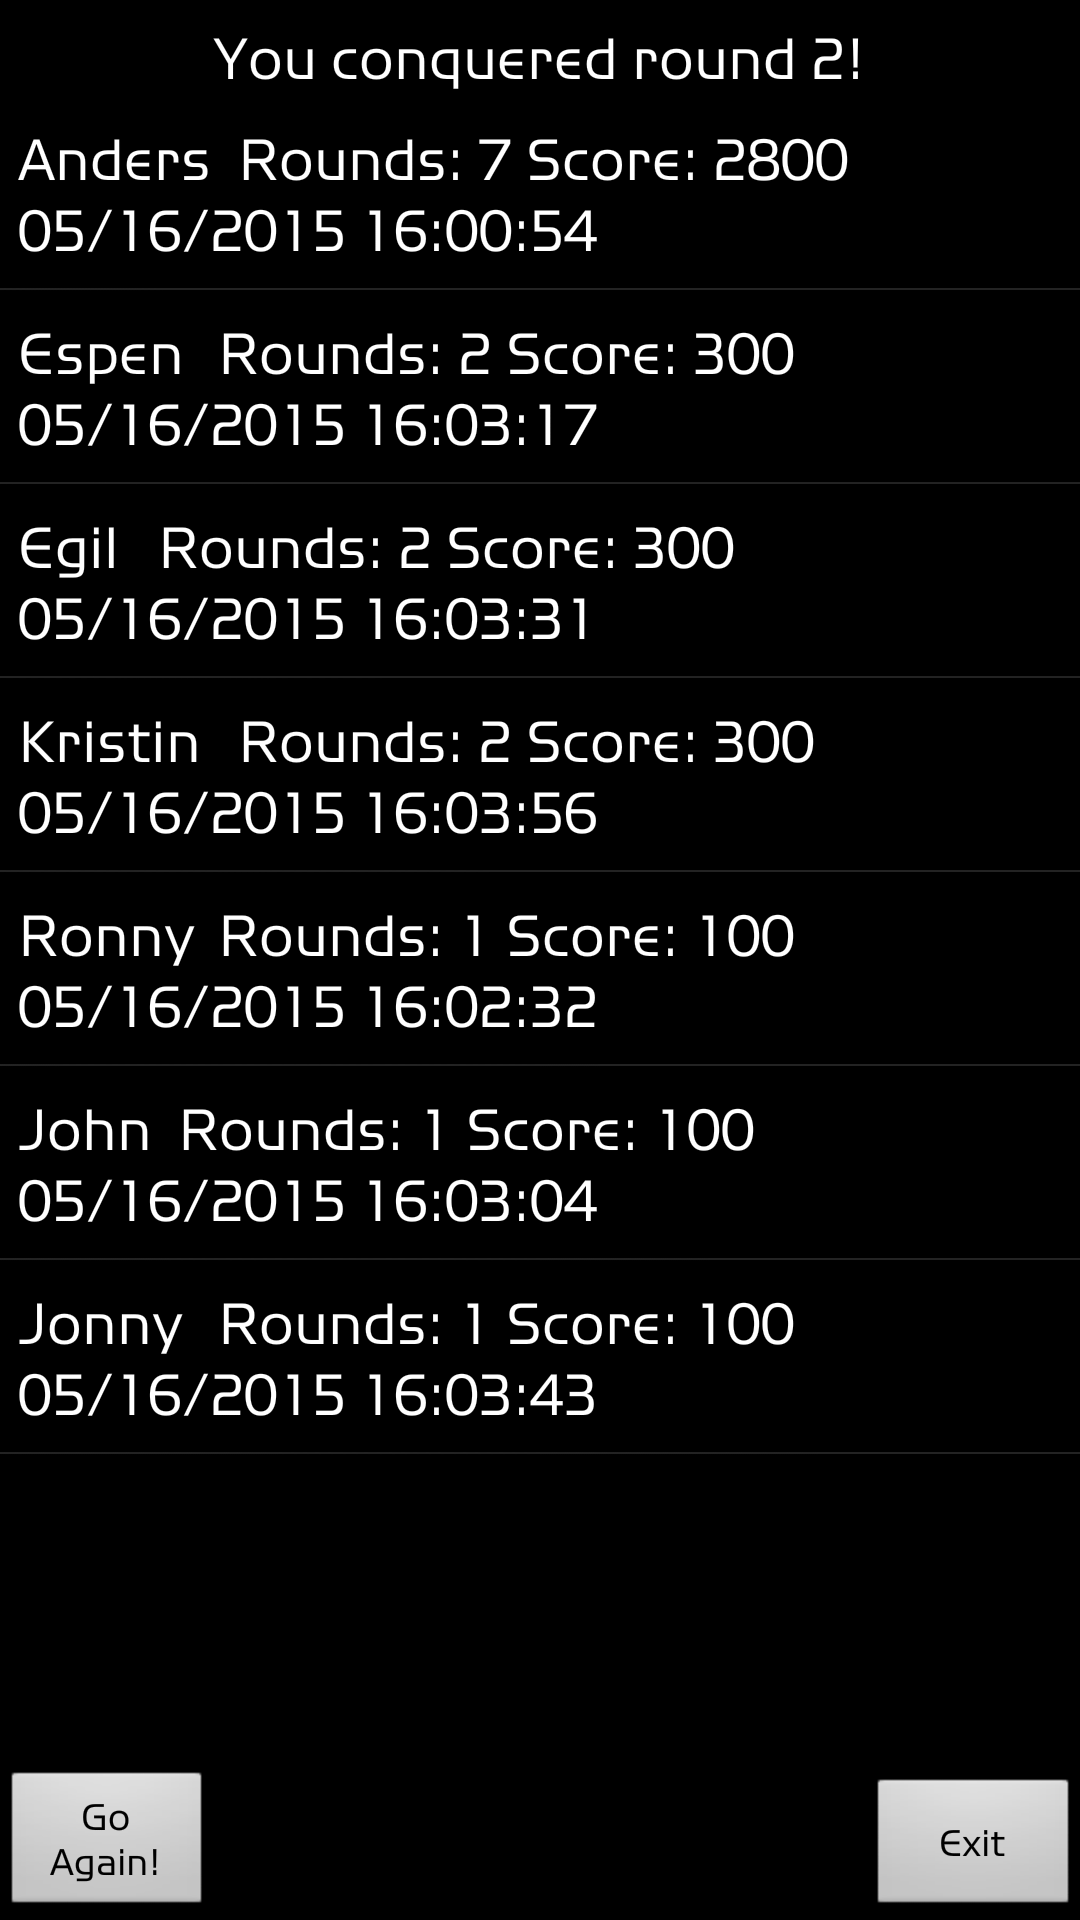 You conquered round 2!
Anders Rounds: 7 Score: 2800
05/16/2015 16:00:54
Espen Rounds: 2 Score: 300
05/16/2015 16:03:17
Egil Rounds: 2 Score: 300
05/16/2015 16:03:31
Kristin Rounds: 2 Score: 300
05/16/2015 16:03:56
Ronny Rounds: 1 Score: 100
05/16/2015 16:02:32
John Rounds: 1 Score: 100
05/16/2015 16:03:04
Jonny Rounds: 1 Score: 100
05/16/2015 16:03:43
Go
Again!
Exit